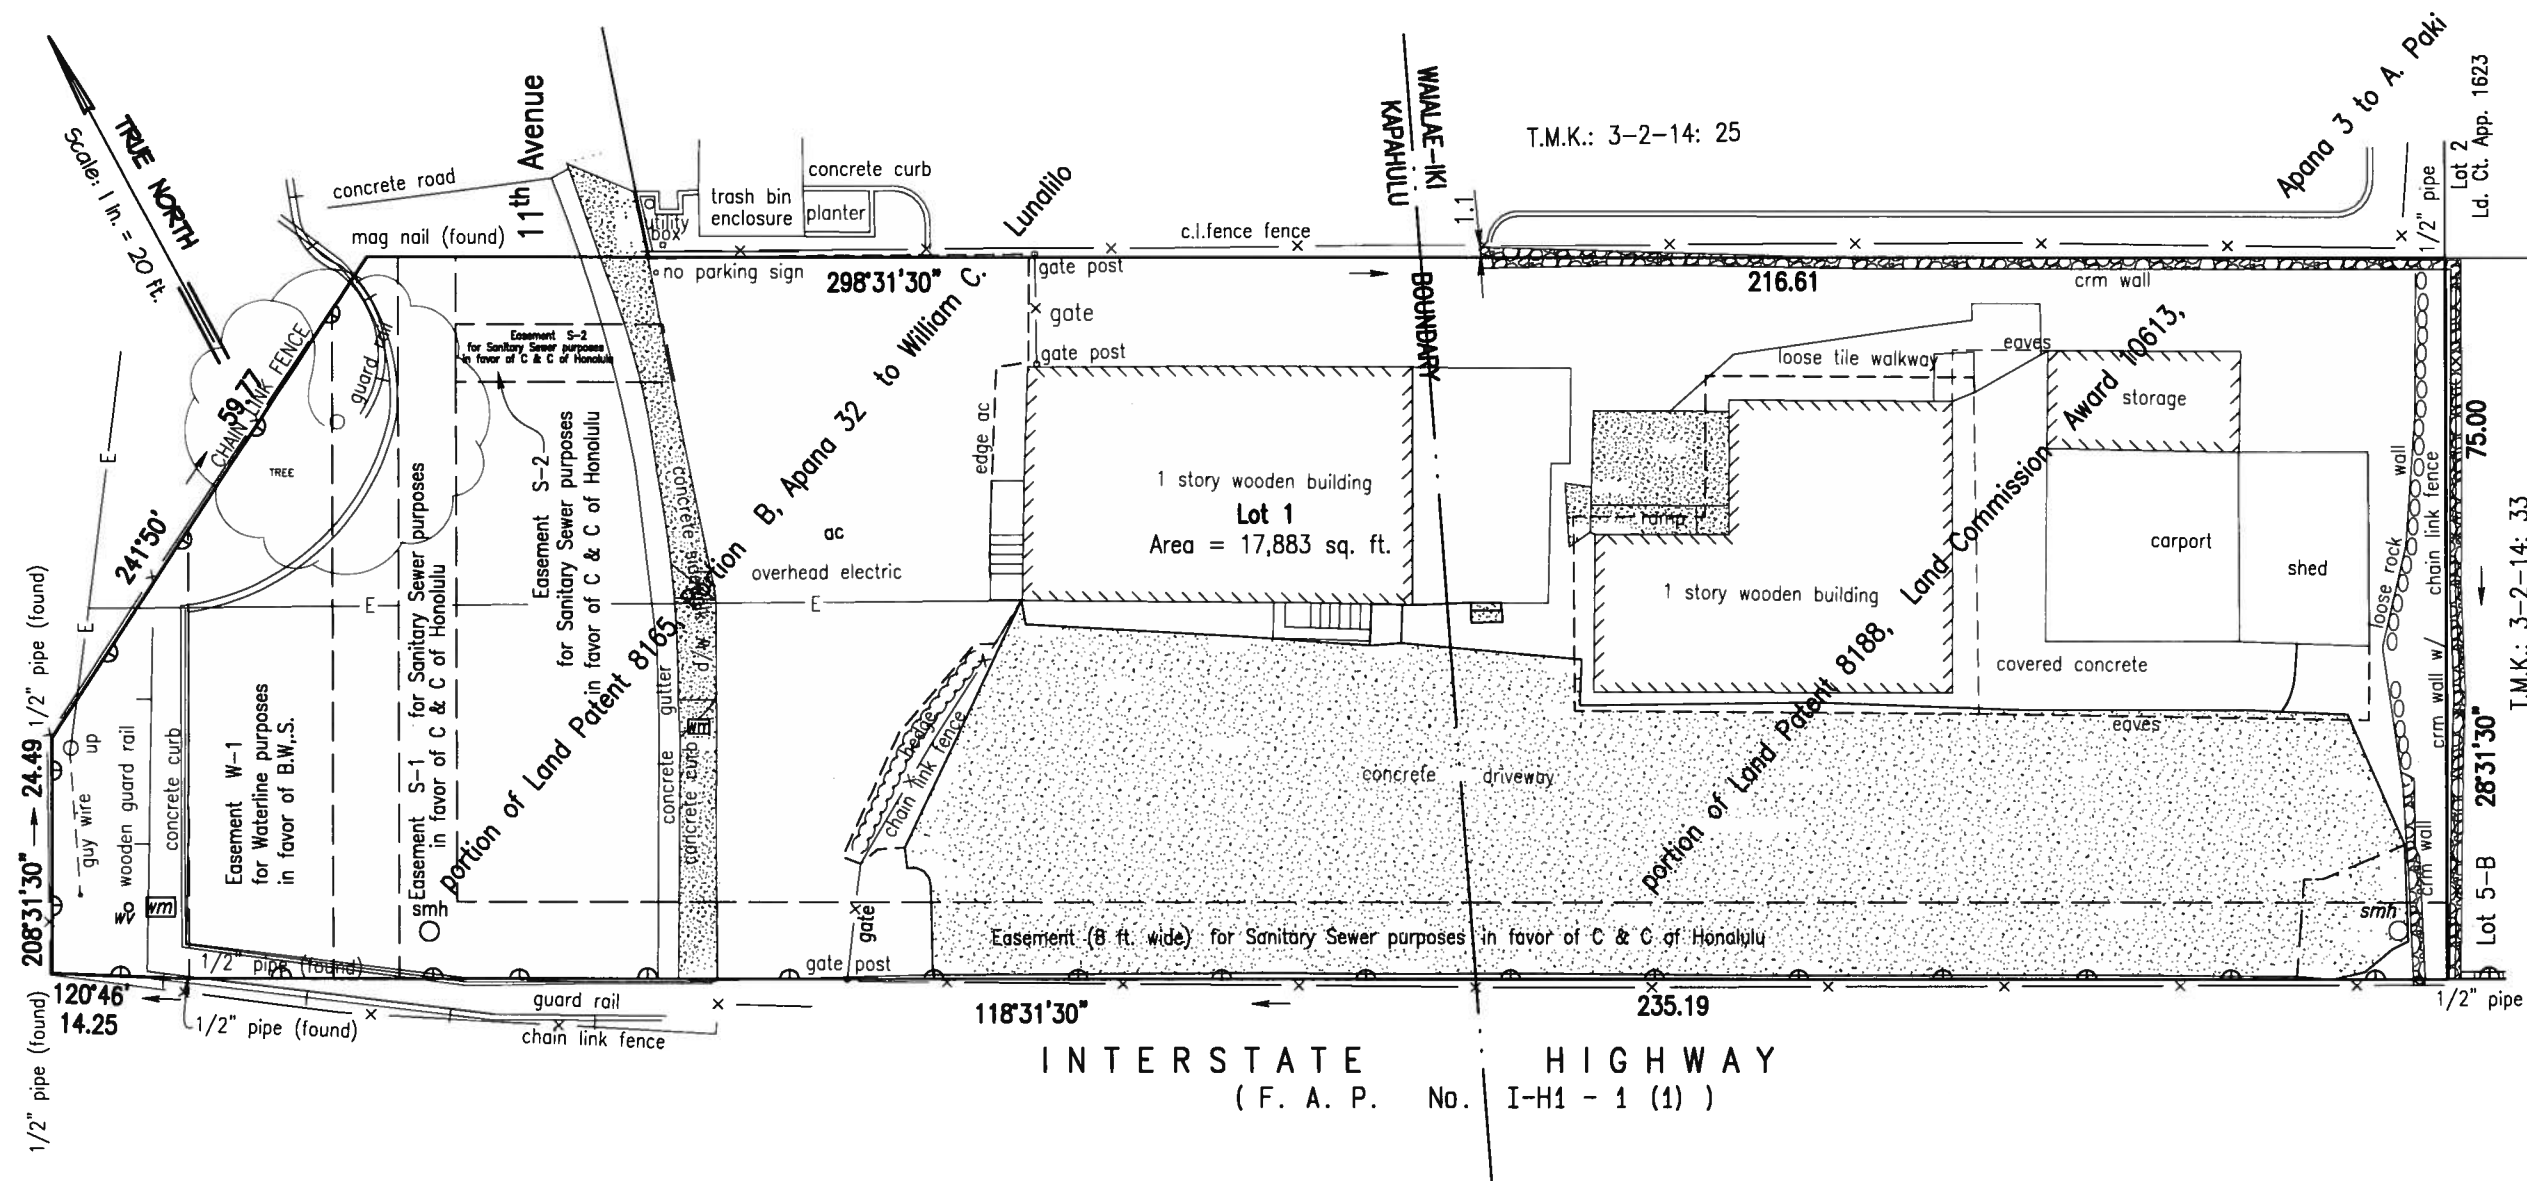 TRUE NORTH
Scale: 1 in. = 20 ft.
concrete road
11th Avenue
mag nail (found)
trash bin
enclosure
concrete curb
planter
utility
box
no parking sign
298°31'30"
Lunalilo
gate post
gate
gate post
c.l.fence fence
WAIALAE-IKI
KAPAHULU
BOUNDARY
1.1
T.M.K.: 3-2-14: 25
216.61
crm wall
Apana 3 to A. Paki
1/2" pipe
Lot 2
Ld. Ct. App. 1623
CHAIN LINK FENCE
59.77
241°50'
TREE
guard rail
E
E
E
E
Easement S-2
for Sanitary Sewer purposes
in favor of C & C of Honolulu
Easement S-2
for Sanitary Sewer purposes
in favor of C & C of Honolulu
Easement S-1 for Sanitary Sewer purposes
in favor of C & C of Honolulu
Easement W-1
for Waterline purposes
in favor of B.W.S.
portion of Land Patent 8165, Portion B, Apana 32 to William C.
concrete
d/w
ac
overhead electric
edge ac
1 story wooden building
Lot 1
Area = 17,883 sq. ft.
loose tile walkway
eaves
storage
ramp
1 story wooden building
carport
shed
covered concrete
eaves
portion of Land Patent 8188, Land Commission Award 10613,
loose rock wall
chain link fence
crm wall w/
crm wall
75.00
28°31'30"
T.M.K.: 3-2-14: 33
Lot 5-B
1/2" pipe (found)
24.49
208°31'30"
guy wire
up
wooden guard rail
concrete curb
wv
wm
smh
concrete gutter
concrete curb
wm
hedge
chain link fence
gate
gate post
concrete driveway
smh
Easement (8 ft. wide) for Sanitary Sewer purposes in favor of C & C of Honolulu
1/2" pipe (found)
120°46'
14.25
1/2" pipe (found)
1/2" pipe (found)
guard rail
chain link fence
118°31'30"
235.19
1/2" pipe
INTERSTATE HIGHWAY
( F. A. P. No. I-H1 - 1 (1) )